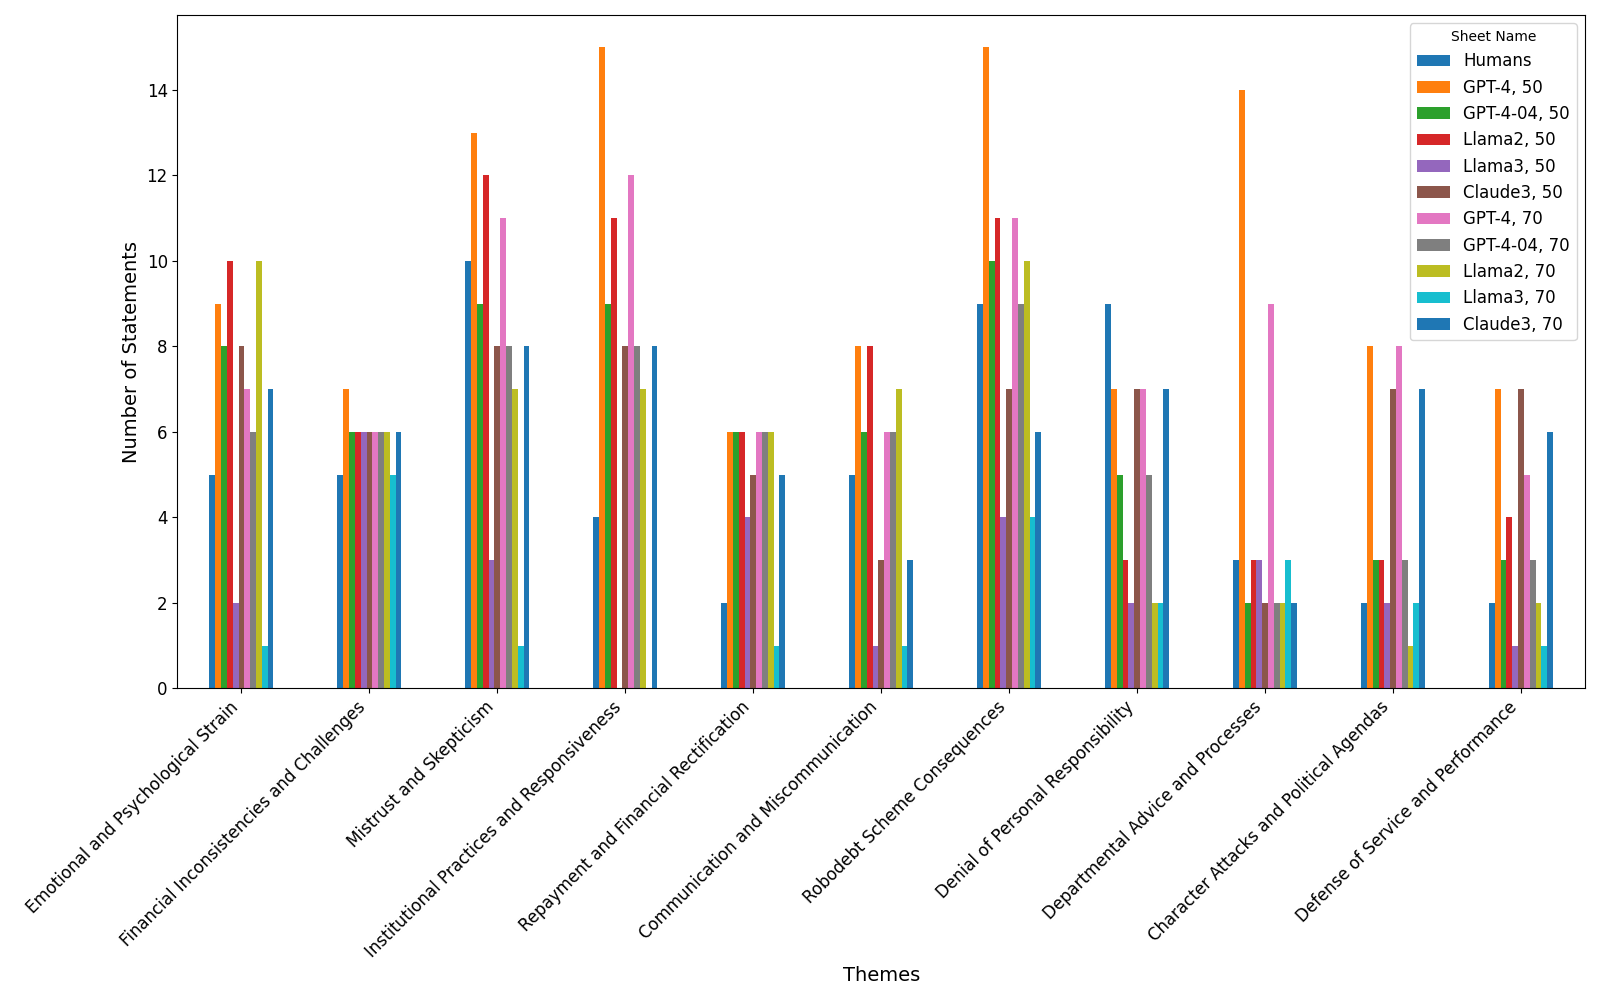 Sheet Name
Humans
GPT-4, 50
GPT-4-04, 50
Llama2, 50
Llama3, 50
Claude3, 50
GPT-4, 70
GPT-4-04, 70
Llama2, 70
Llama3, 70
Claude3, 70
Number of Statements
14
12
10
8
6
4
2
0
Emotional and Psychological Strain
Financial Inconsistencies and Challenges
Mistrust and Skepticism
Institutional Practices and Responsiveness
Repayment and Financial Rectification
Communication and Miscommunication
Robodebt Scheme Consequences
Denial of Personal Responsibility
Departmental Advice and Processes
Character Attacks and Political Agendas
Defense of Service and Performance
Themes